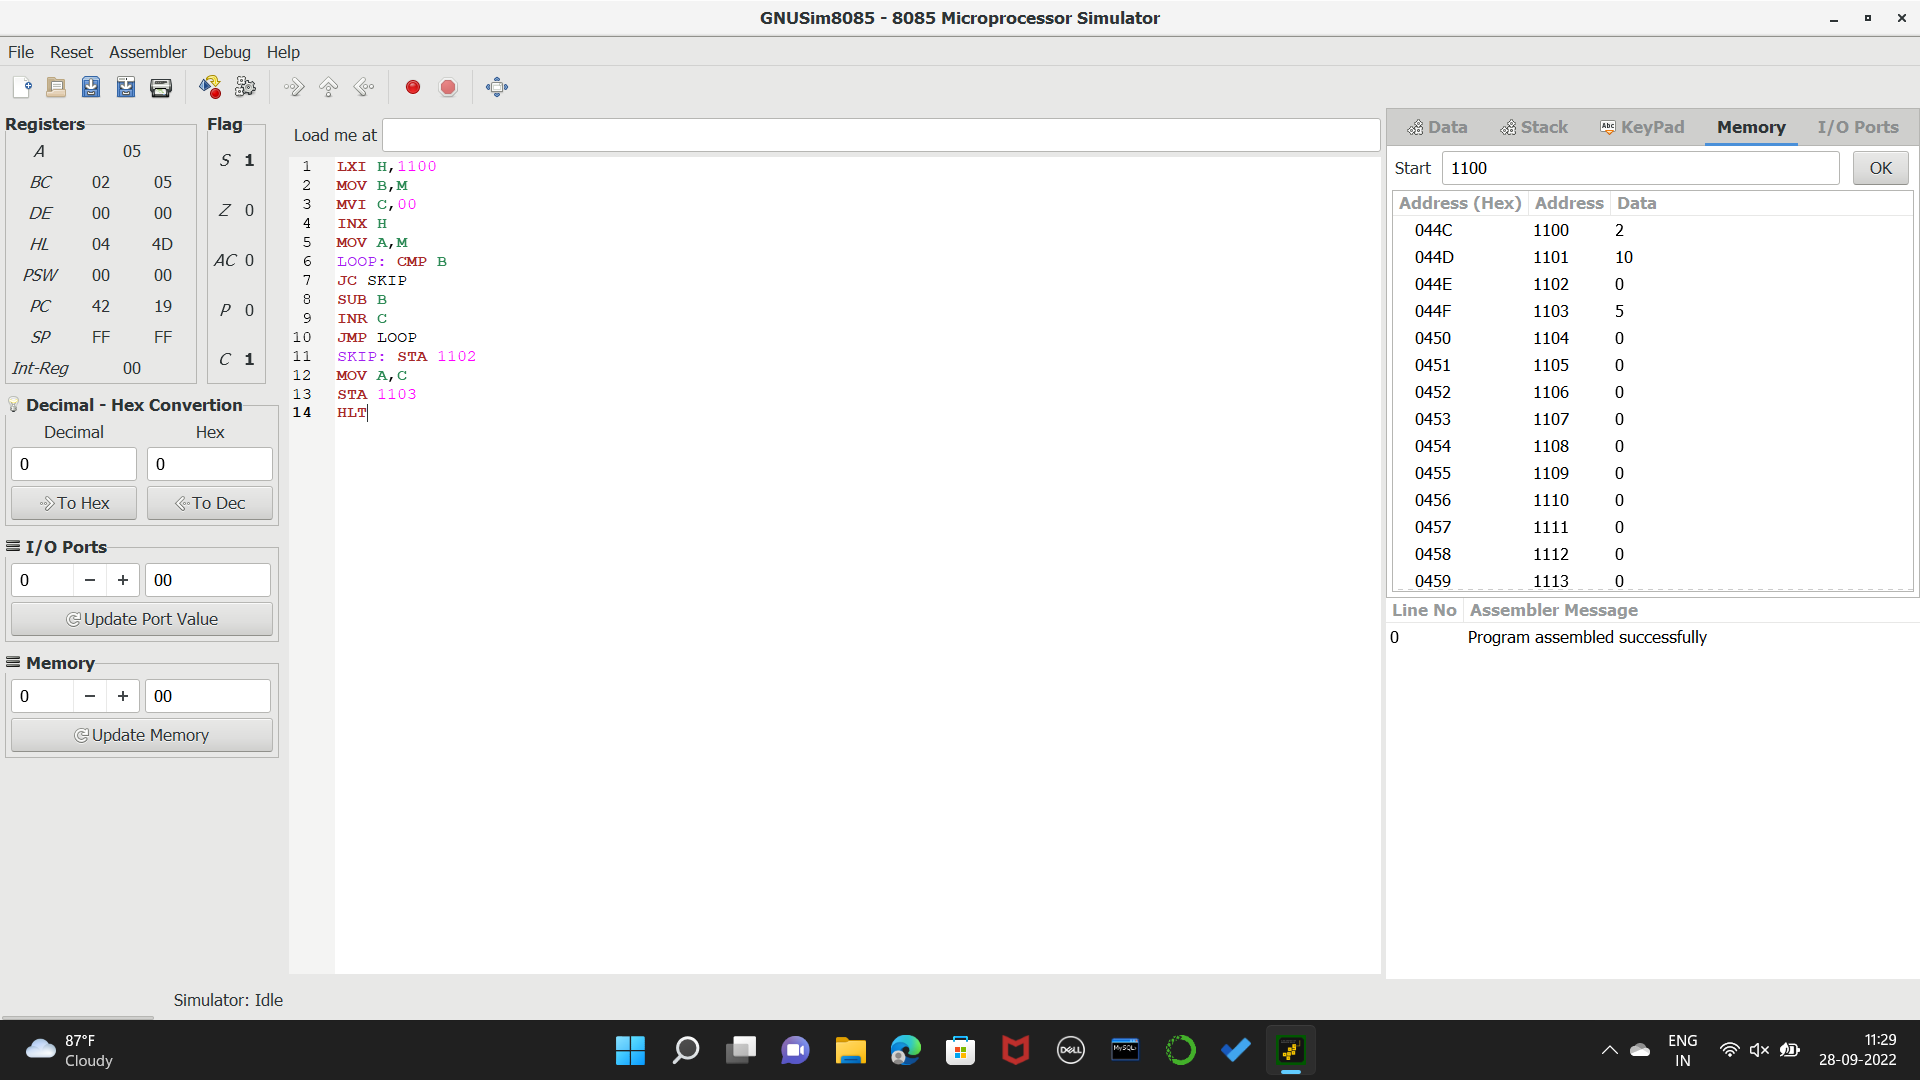 GNUSim8085 - 8085 Microprocessor Simulator
File Reset Assembler Debug Help
Registers
A 05
BC 02 05
DE 00 00
HL 04 4D
PSW 00 00
PC 42 19
SP FF FF
Int-Reg 00
Flag
S 1
Z 0
AC 0
P 0
C 1
Decimal - Hex Convertion
Decimal Hex
0 0
To Hex To Dec
I/O Ports
0 − + 00
Update Port Value
Memory
0 − + 00
Update Memory
Load me at
1 LXI H,1100
2 MOV B,M
3 MVI C,00
4 INX H
5 MOV A,M
6 LOOP: CMP B
7 JC SKIP
8 SUB B
9 INR C
10 JMP LOOP
11 SKIP: STA 1102
12 MOV A,C
13 STA 1103
14 HLT
Data Stack Abc KeyPad Memory I/O Ports
Start 1100 OK
Address (Hex) Address Data
044C 1100 2
044D 1101 10
044E 1102 0
044F 1103 5
0450 1104 0
0451 1105 0
0452 1106 0
0453 1107 0
0454 1108 0
0455 1109 0
0456 1110 0
0457 1111 0
0458 1112 0
0459 1113 0
Line No Assembler Message
0 Program assembled successfully
Simulator: Idle
87°F
Cloudy
DELL
MySQL
ENG
IN
11:29
28-09-2022